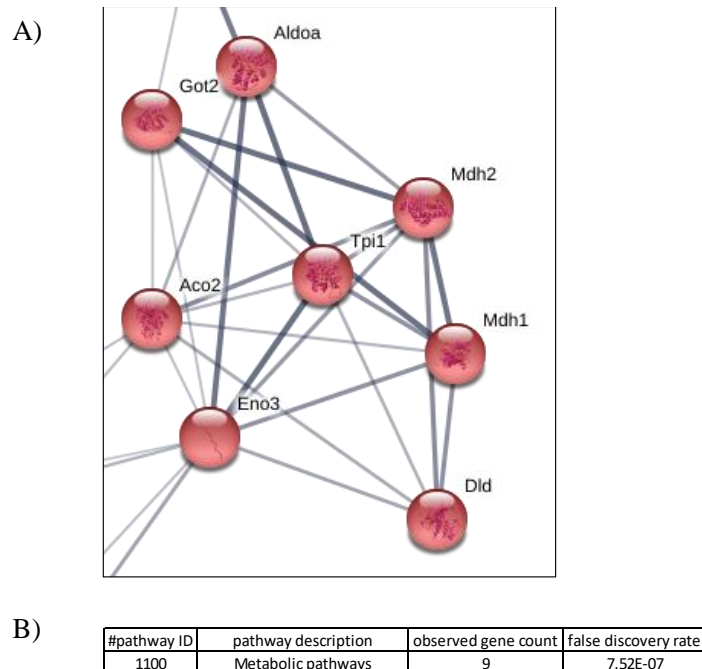 A)
Aldoa
Got2
Mdh2
Tpi1
Aco2
Mdh1
Eno3
Dld
B)
#pathway ID pathway description observed gene count false discovery rate
1100 Metabolic pathways 9 7.52E-07